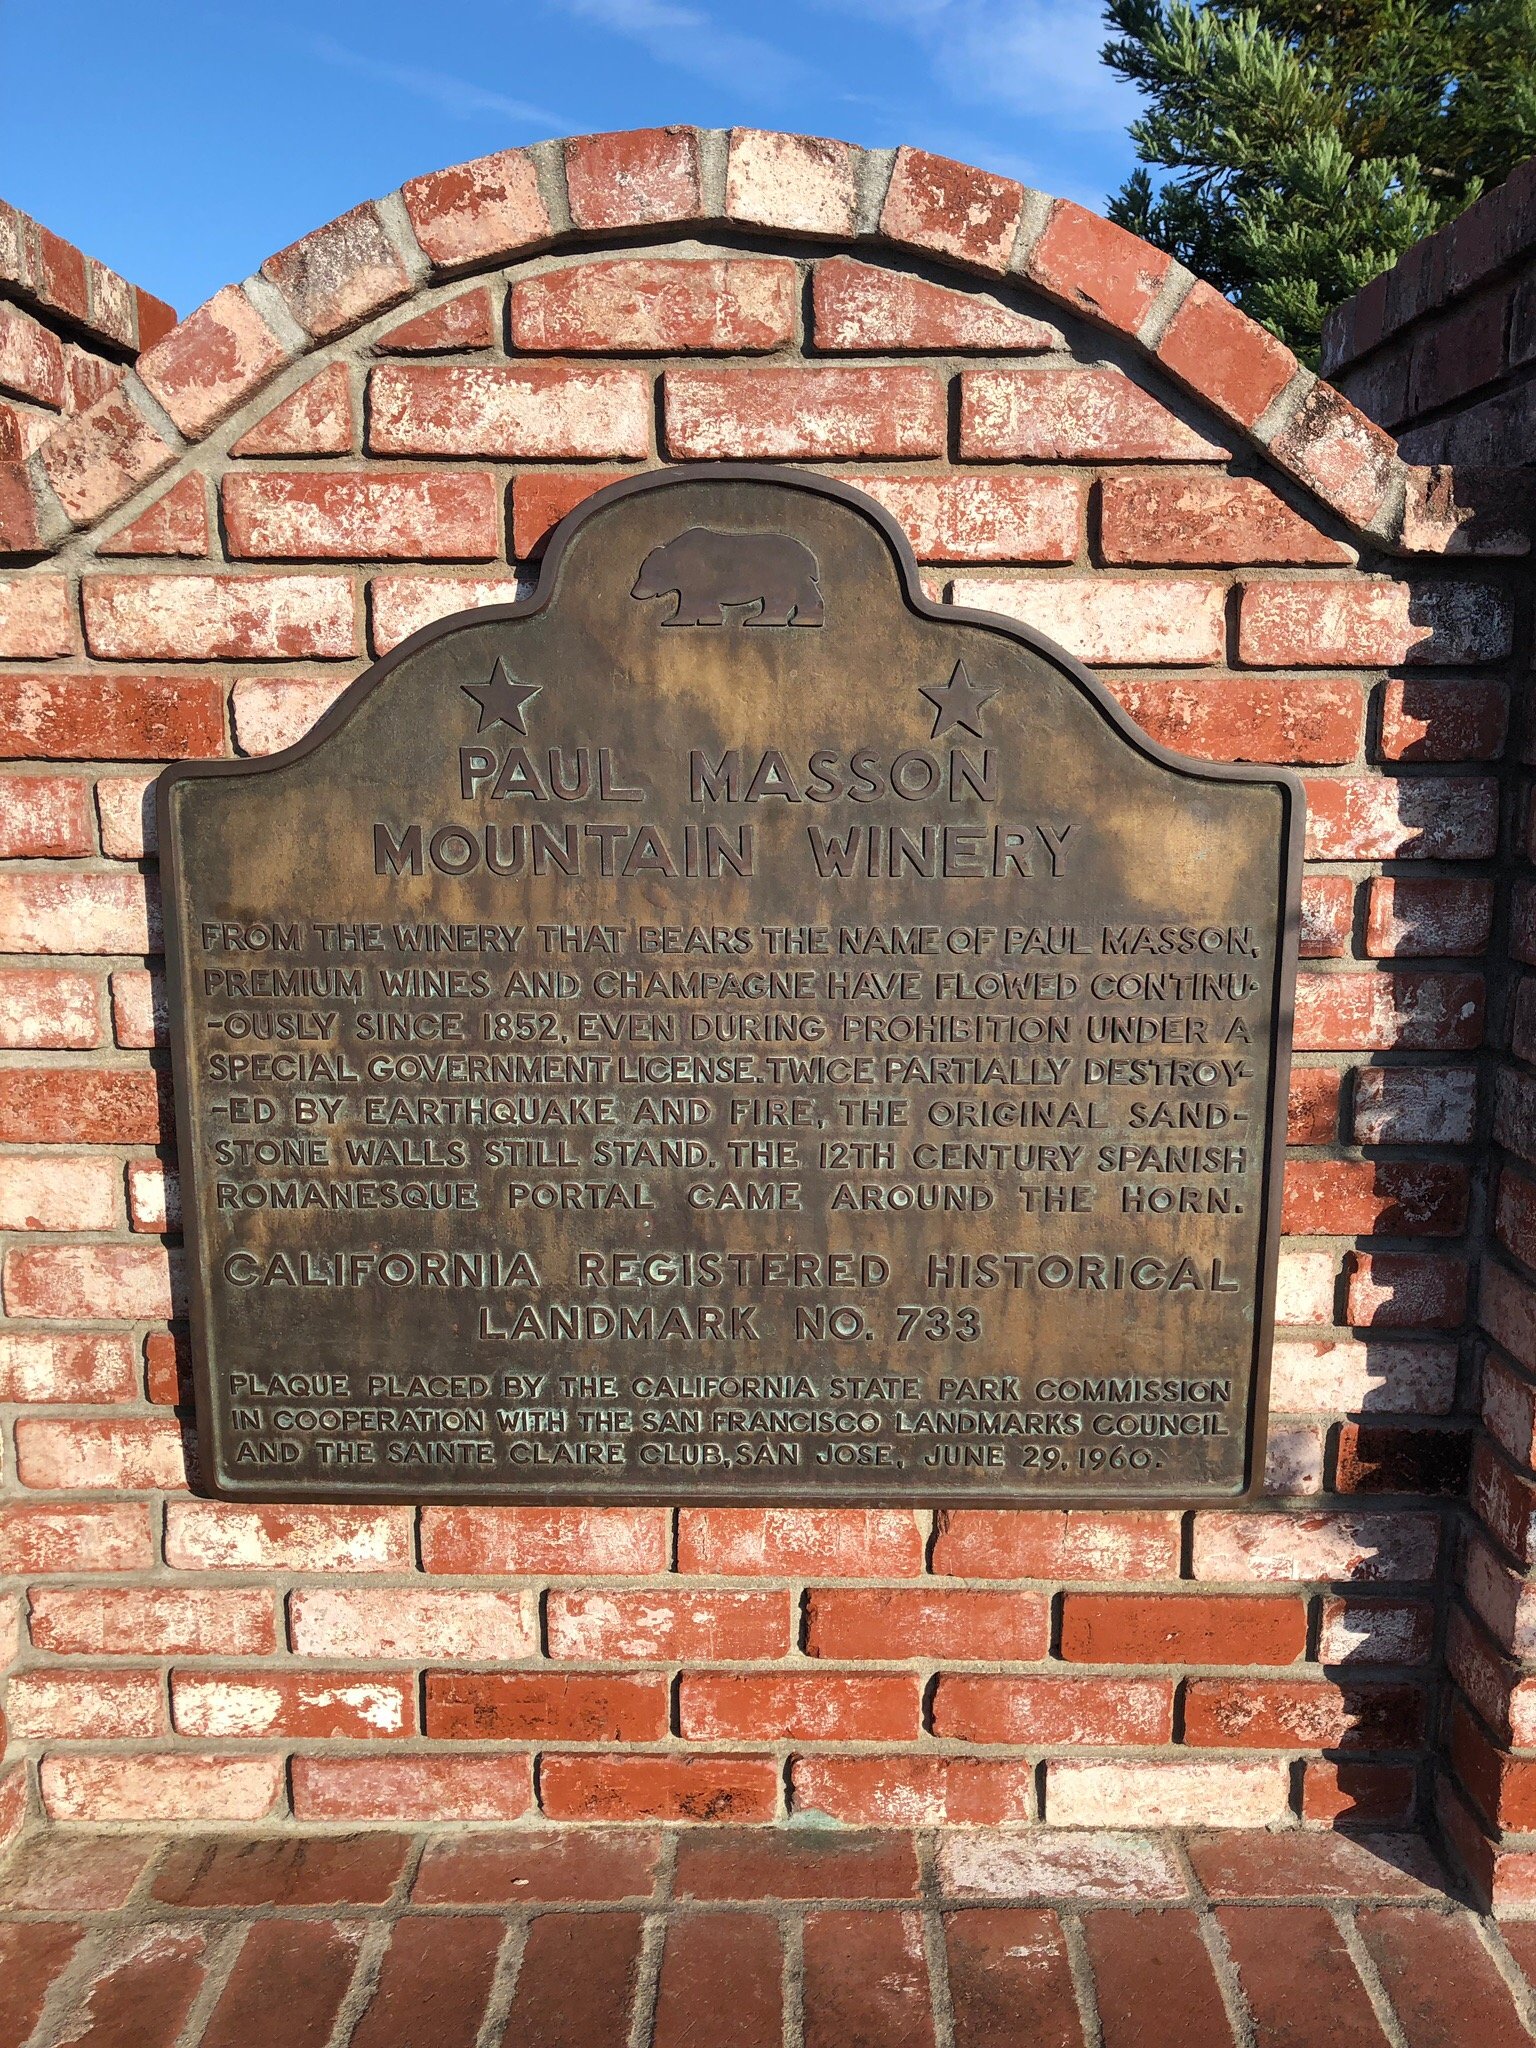 PAUL MASSON
MOUNTAIN WINERY
FROM THE WINERY THAT BEARS THE NAME OF PAUL MASSON,
PREMIUM WINES AND CHAMPAGNE HAVE FLOWED CONTINU-
-OUSLY SINCE 1852, EVEN DURING PROHIBITION UNDER A
SPECIAL GOVERNMENT LICENSE. TWICE PARTIALLY DESTROY-
-ED BY EARTHQUAKE AND FIRE, THE ORIGINAL SAND-
STONE WALLS STILL STAND. THE 12TH CENTURY SPANISH
ROMANESQUE PORTAL CAME AROUND THE HORN.
CALIFORNIA REGISTERED HISTORICAL
LANDMARK NO. 733
PLAQUE PLACED BY THE CALIFORNIA STATE PARK COMMISSION
IN COOPERATION WITH THE SAN FRANCISCO LANDMARKS COUNCIL
AND THE SAINTE CLAIRE CLUB, SAN JOSE, JUNE 29, 1960.